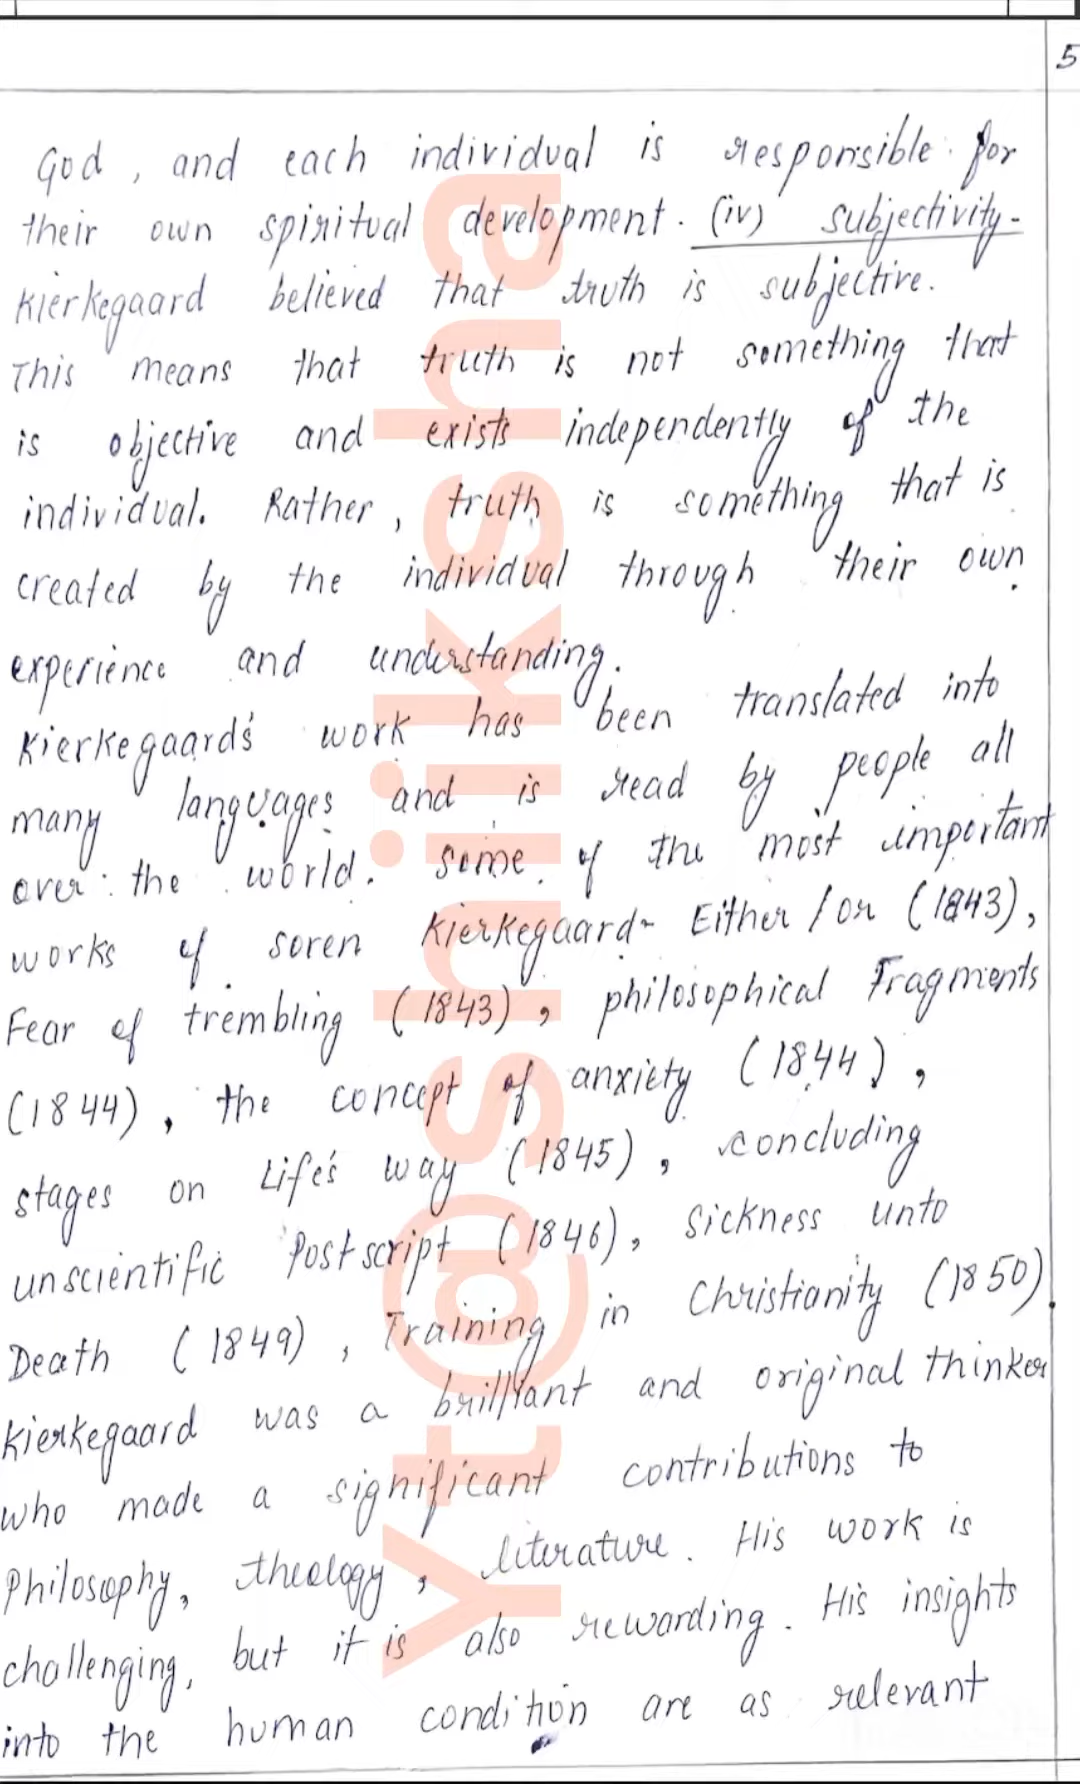 5
God, and each individual is responsible for
their own spiritual development. (iv) subjectivity-
Kierkegaard believed that truth is subjective.
This means that truth is not something that
is objective and exists independently of the
individual. Rather, truth is something that is
created by the individual through their own
experience and understanding.
Kierkegaard's work has been translated into
many languages and is read by people all
over the world. Some of the most important
works of soren Kierkegaard- Either/or (1843),
Fear of trembling (1843), philosophical Fragments
(1844), the concept of anxiety (1844),
stages on Life's way (1845), concluding
unscientific Postscript (1846), Sickness unto
Death (1849), Training in Christianity (1850).
Kierkegaard was a brilliant and original thinker
who made a significant contributions to
Philosophy, theology, literature. His work is
challenging, but it is also rewarding. His insights
into the human condition are as relevant
Yt@shiksha